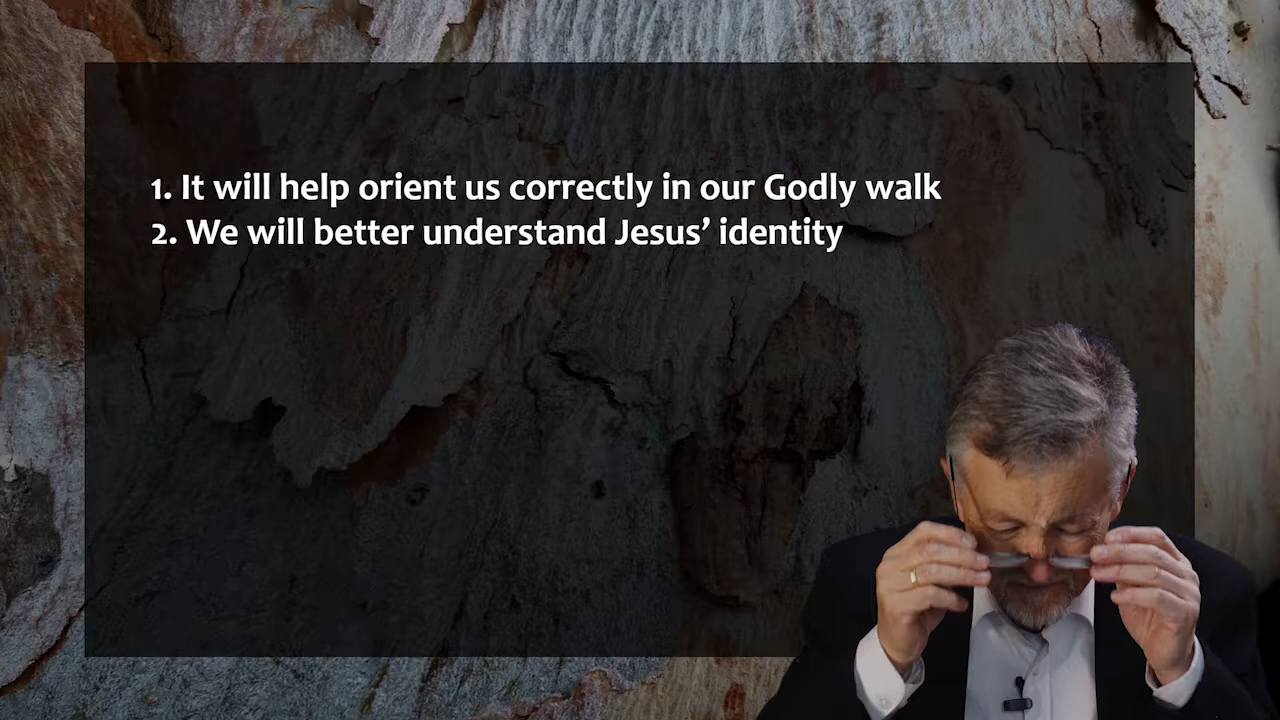 1. It will help orient us correctly in our Godly walk
2. We will better understand Jesus’ identity